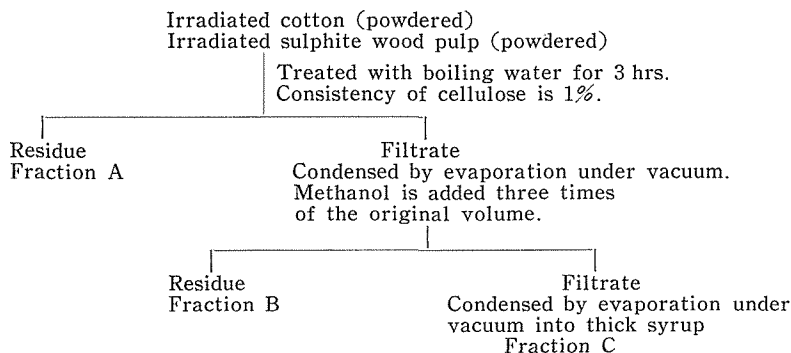 Irradiated cotton (powdered)
Irradiated sulphite wood pulp (powdered)
Treated with boiling water for 3 hrs.
Consistency of cellulose is 1%.
Residue
Fraction A
Filtrate
Condensed by evaporation under vacuum.
Methanol is added three times
of the original volume.
Residue
Fraction B
Filtrate
Condensed by evaporation under
vacuum into thick syrup
Fraction C